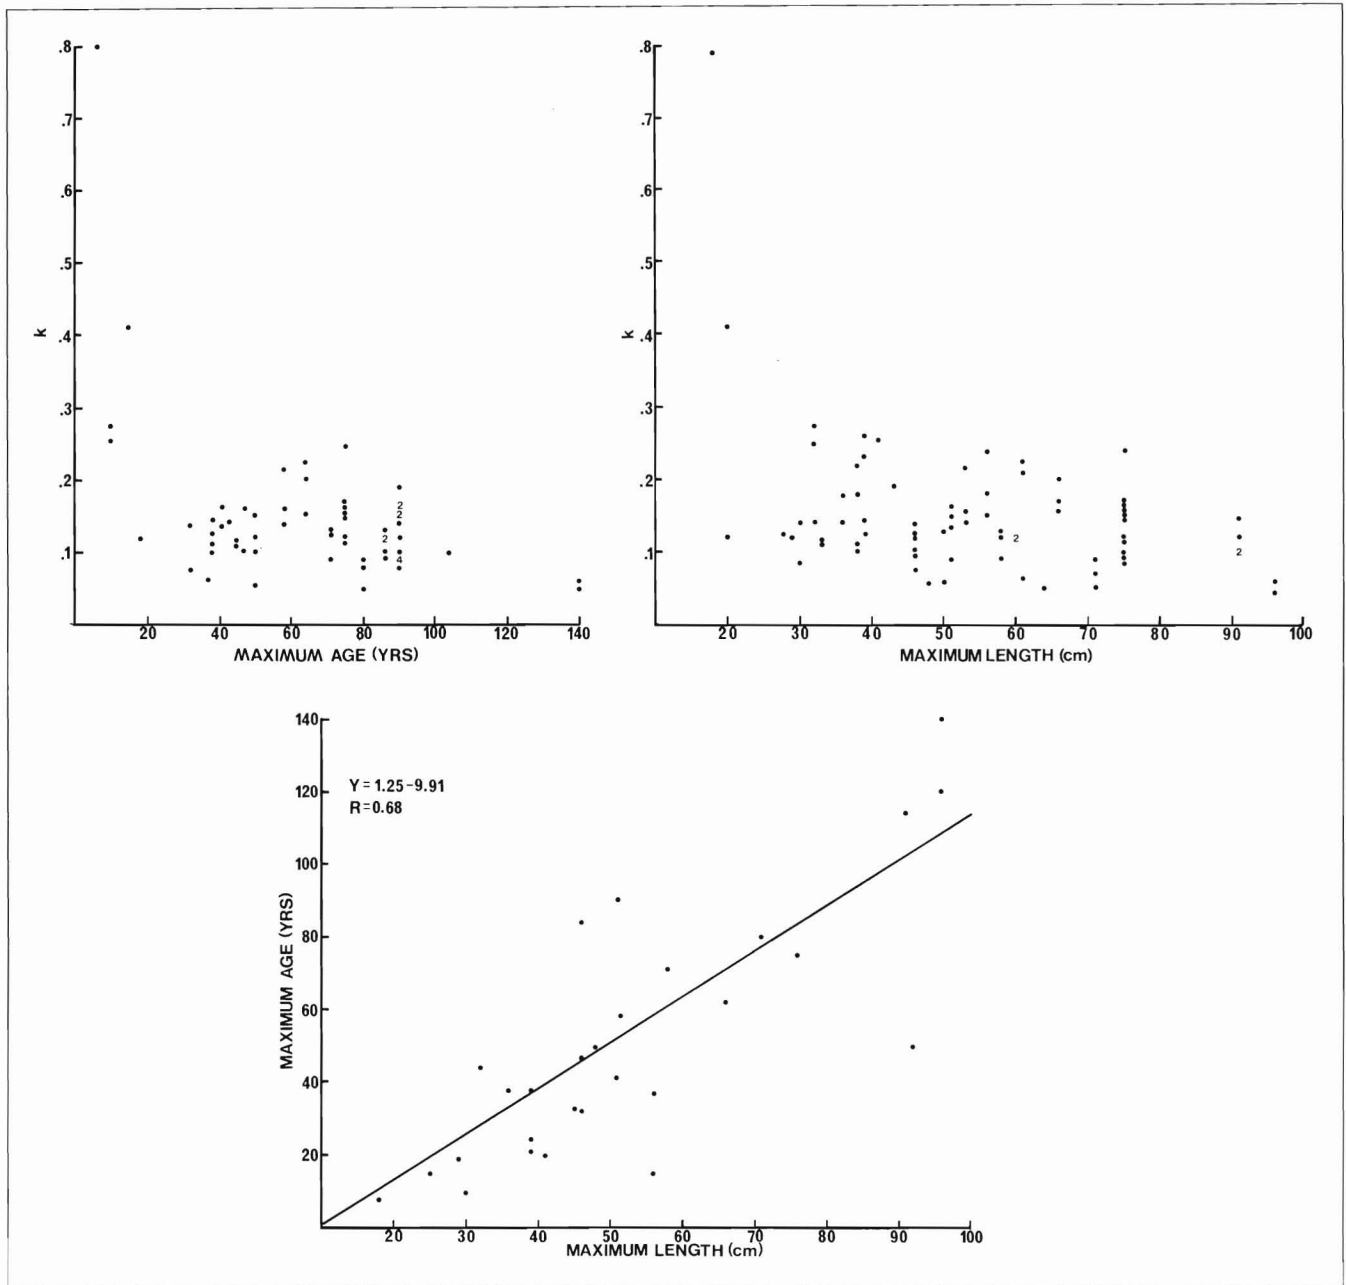 .8
.7
.6
.5
.4
.3
.2
.1
k
2
2
2
4
20 40 60 80 100 120 140
MAXIMUM AGE (YRS)
.8
.7
.6
.5
.4
.3
.2
.1
k
2
2
20 30 40 50 60 70 80 90 100
MAXIMUM LENGTH (cm)
140
120
100
80
60
40
20
MAXIMUM AGE (YRS)
Y = 1.25-9.91
R = 0.68
20 30 40 50 60 70 80 90 100
MAXIMUM LENGTH (cm)